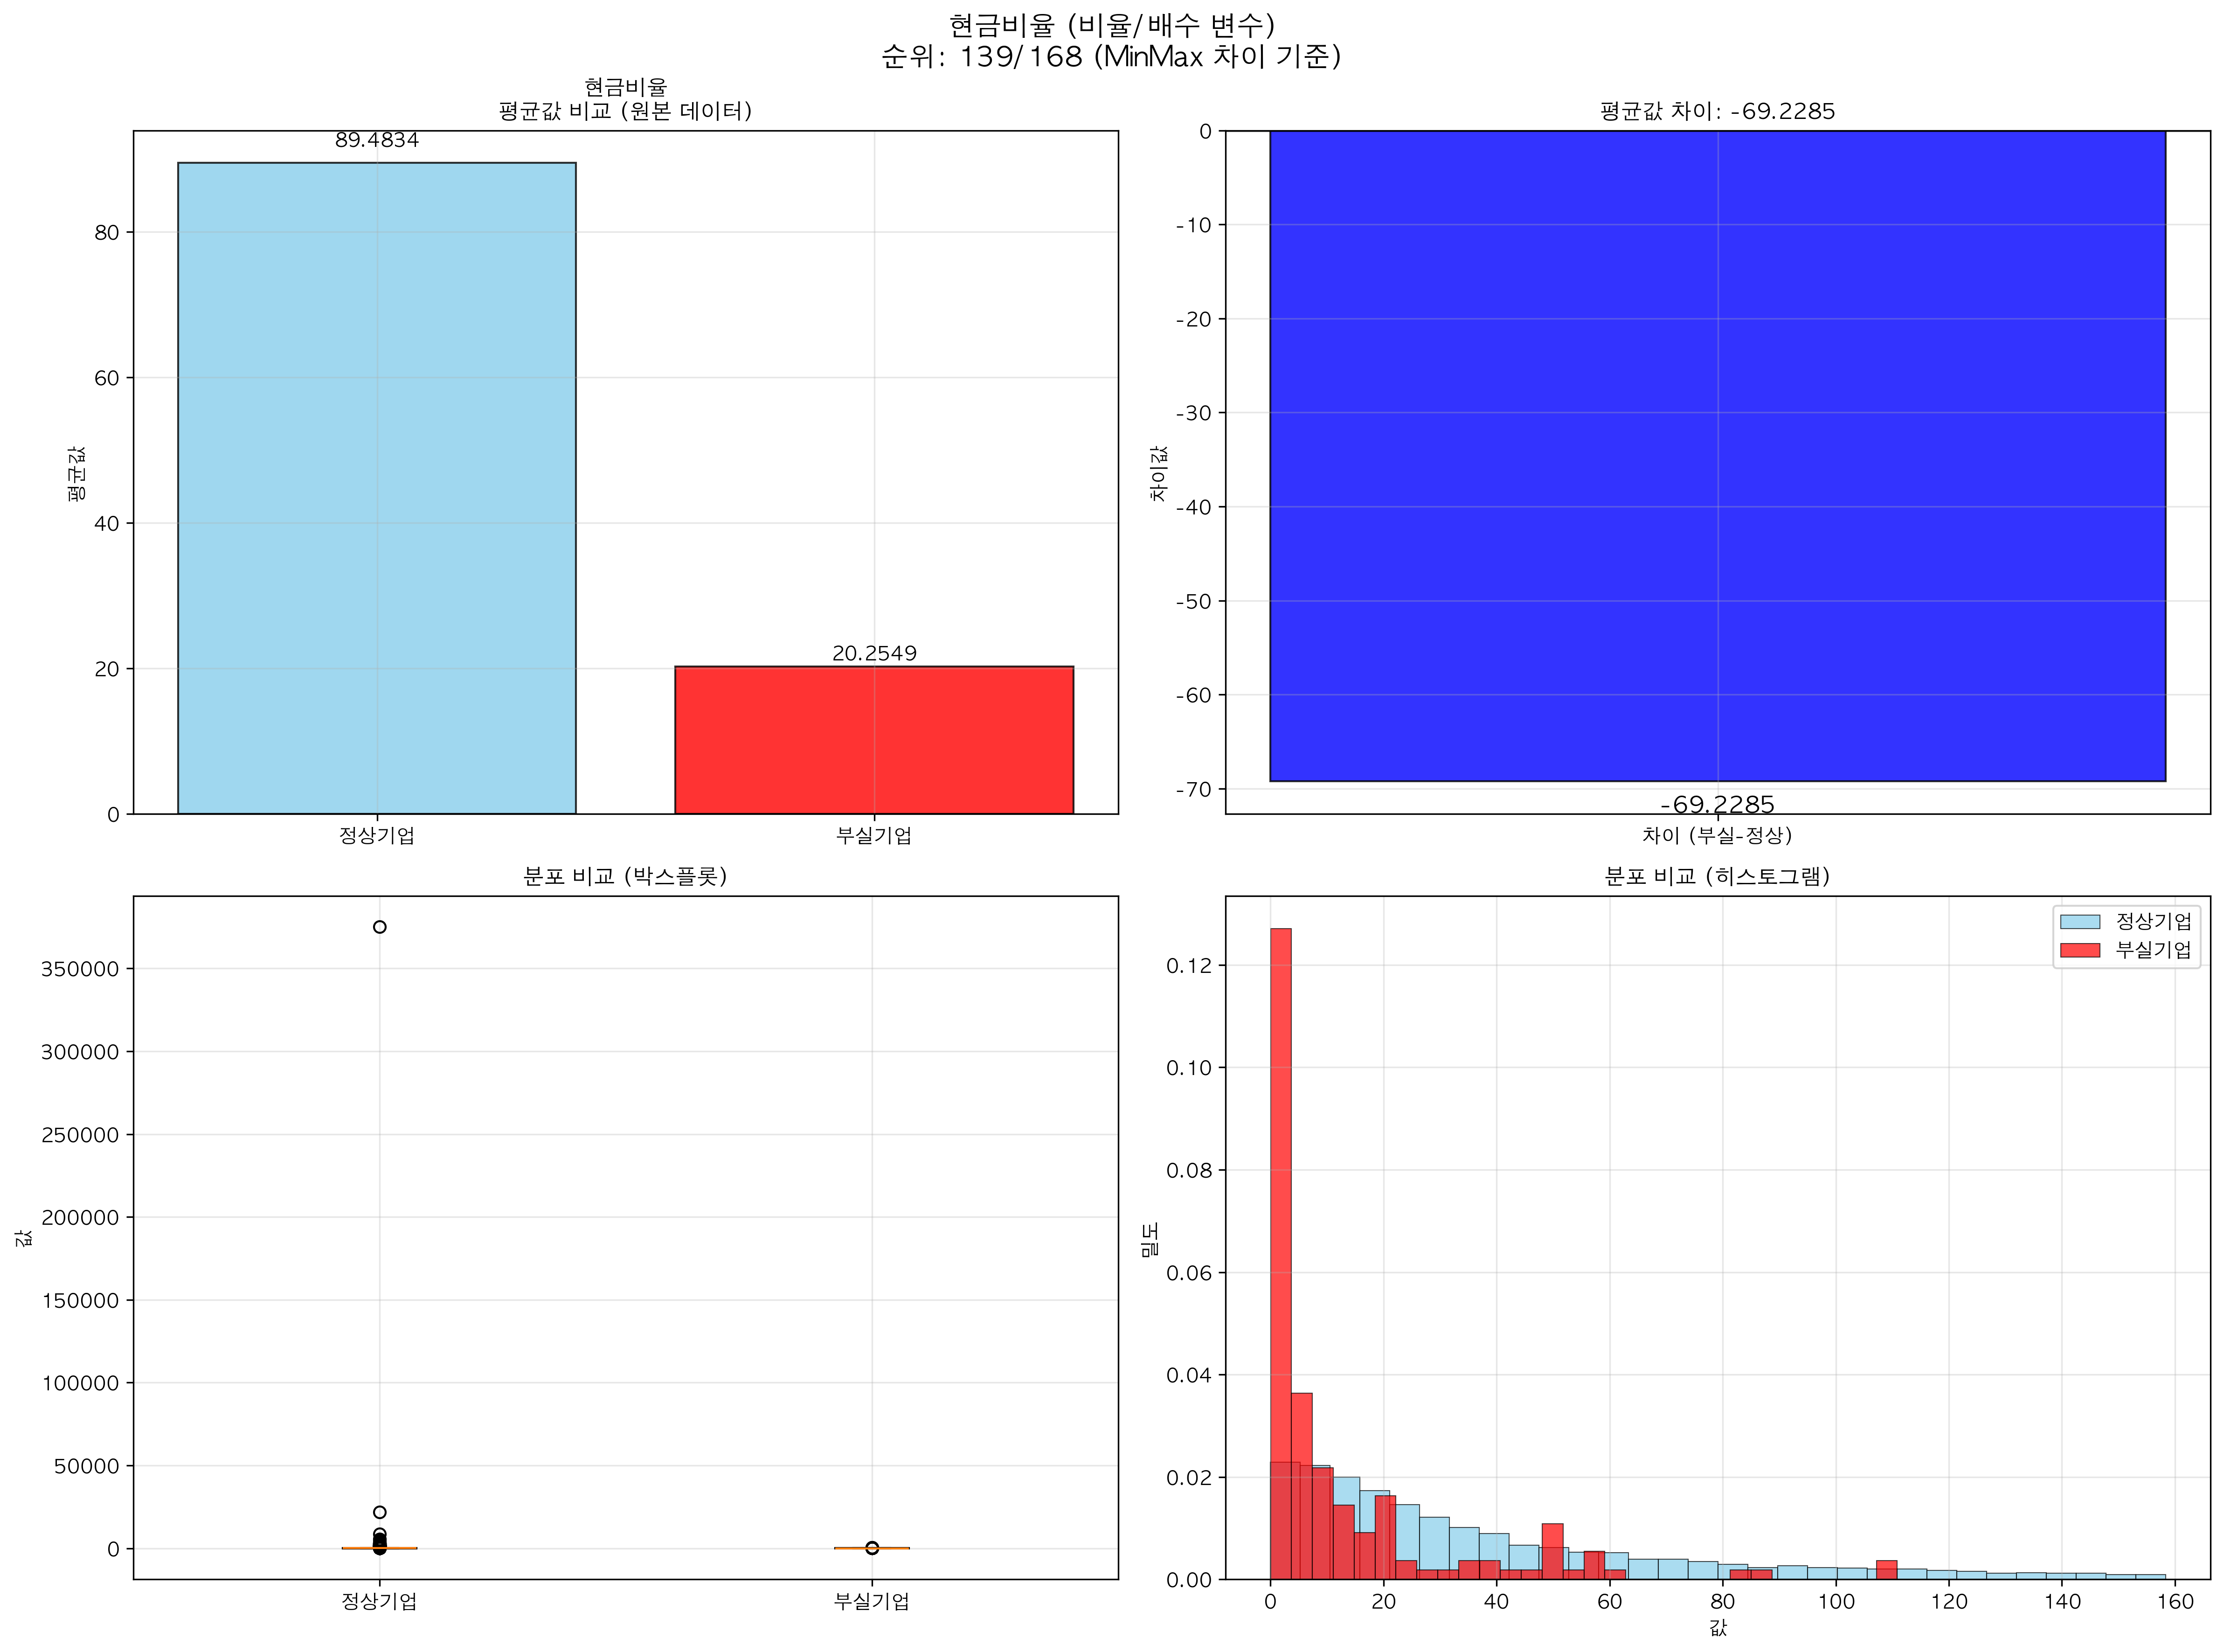 현금비율 (비율/배수 변수)
순위: 139/168 (MinMax 차이 기준)
현금비율
평균값 비교 (원본 데이터)
89.4834
20.2549
평균값
80
60
40
20
0
정상기업
부실기업
평균값 차이: -69.2285
차이값
0
-10
-20
-30
-40
-50
-60
-70
-69.2285
차이 (부실-정상)
분포 비교 (박스플롯)
값
350000
300000
250000
200000
150000
100000
50000
0
정상기업
부실기업
분포 비교 (히스토그램)
정상기업
부실기업
밀도
0.12
0.10
0.08
0.06
0.04
0.02
0.00
0
20
40
60
80
100
120
140
160
값